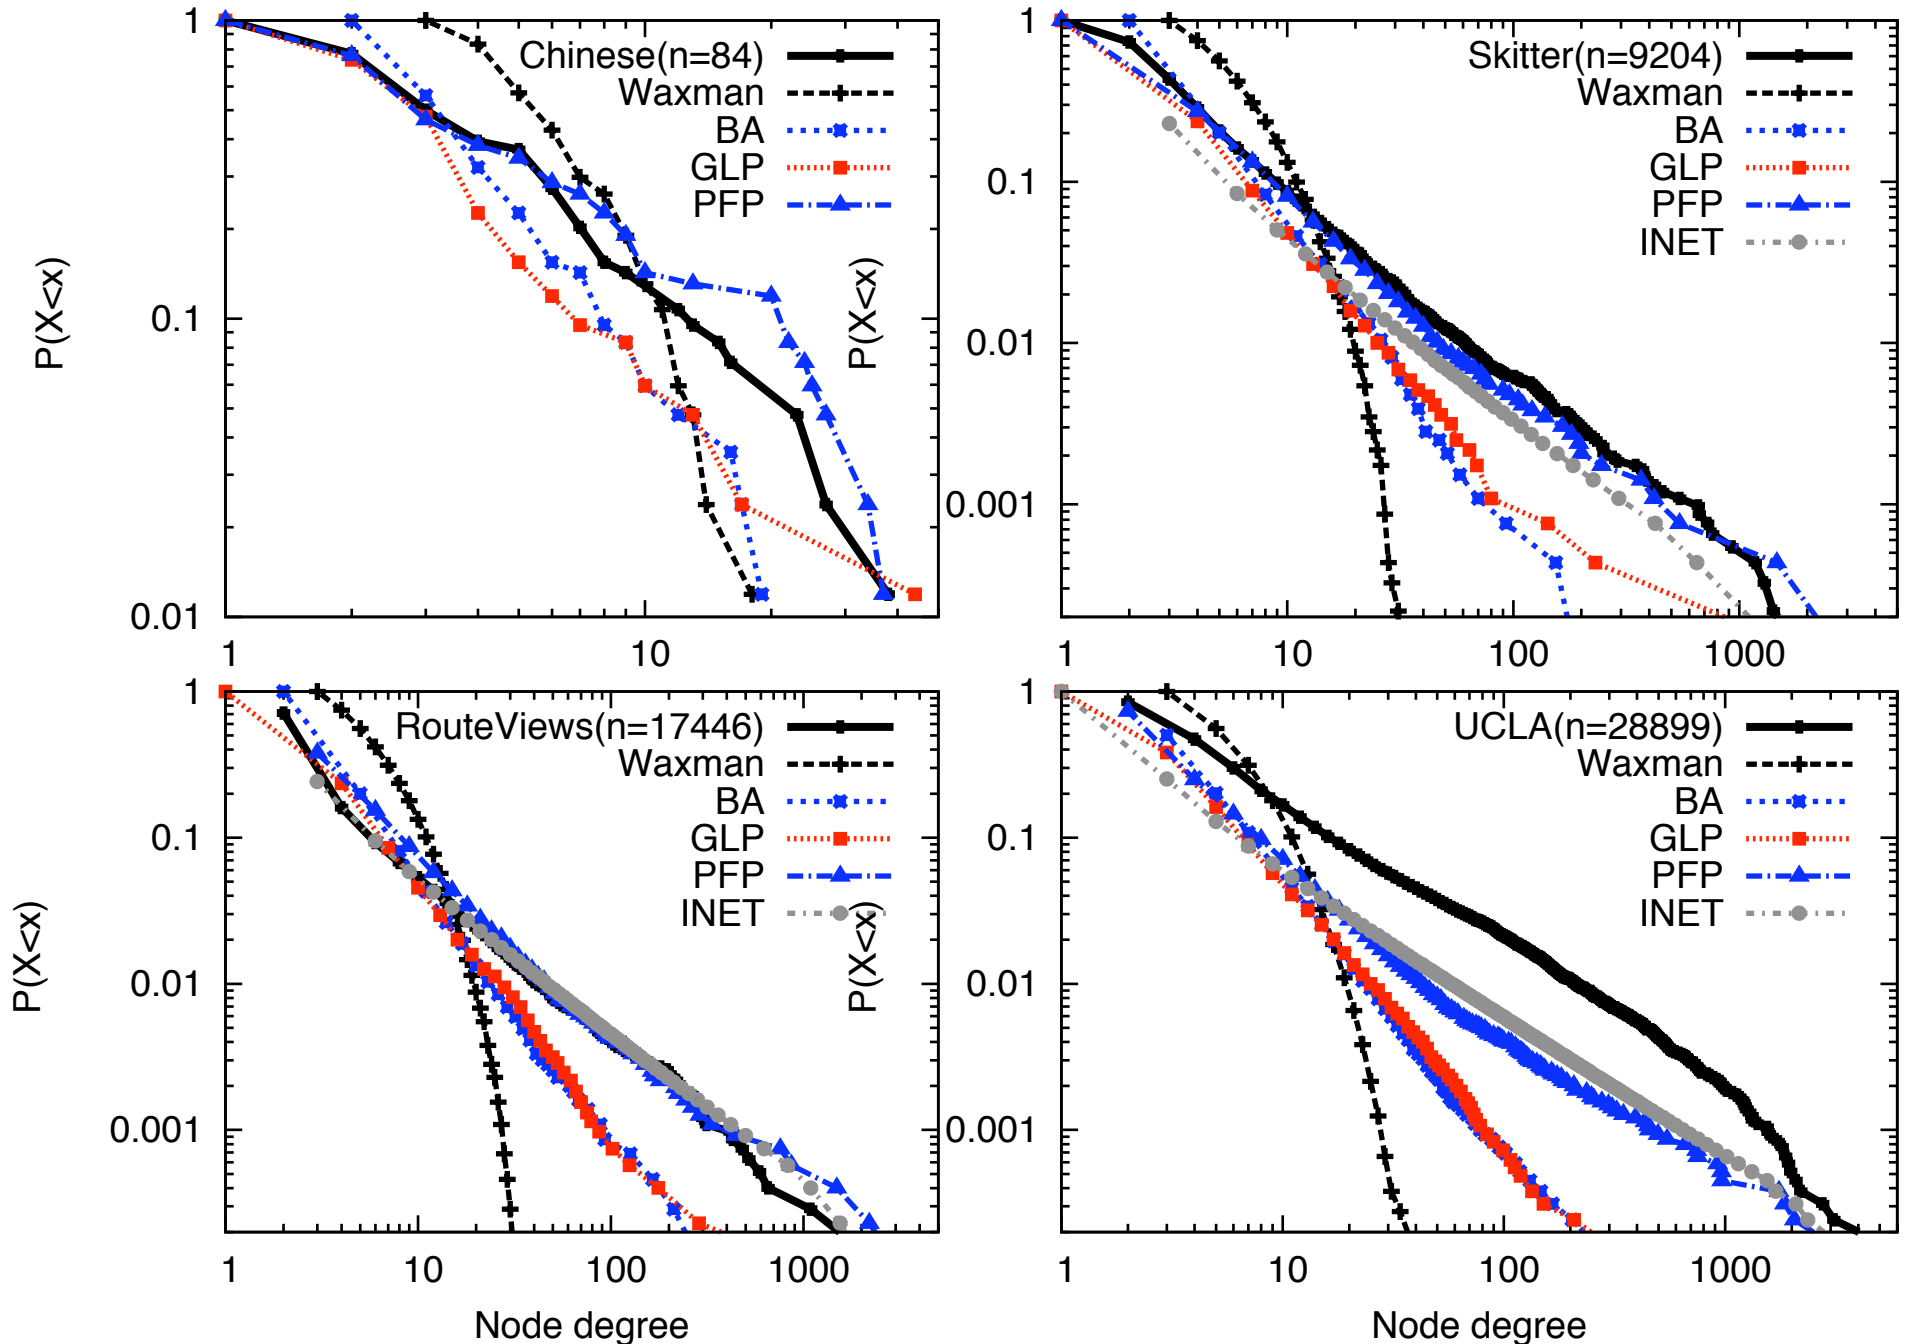 1
0.1
0.01
P(X<x)
Chinese(n=84)
Waxman
BA
GLP
PFP
1 10
1
0.1
0.01
0.001
P(X<x)
Skitter(n=9204)
Waxman
BA
GLP
PFP
INET
1 10 100 1000
1
0.1
0.01
0.001
P(X<x)
RouteViews(n=17446)
Waxman
BA
GLP
PFP
INET
1 10 100 1000
Node degree
1
0.1
0.01
0.001
P(X<x)
UCLA(n=28899)
Waxman
BA
GLP
PFP
INET
1 10 100 1000
Node degree